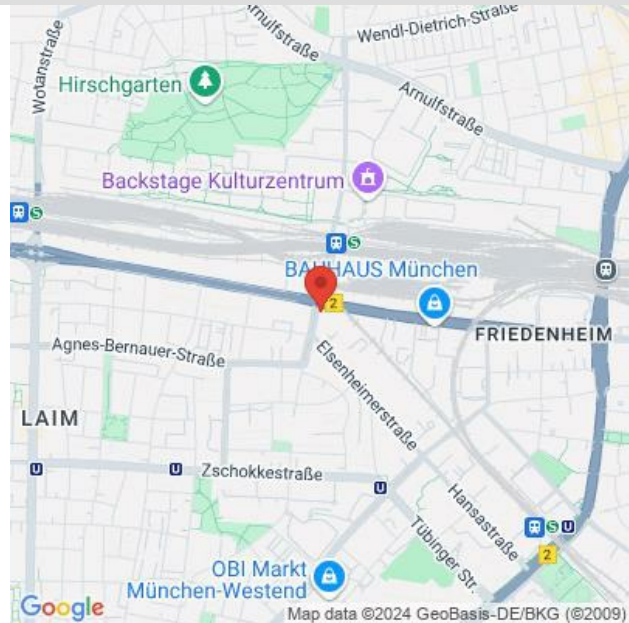 Wendl-Dietrich-Straße
Arnulfstraße
Wotanstraße
Hirschgarten
Arnulfstraße
Backstage Kulturzentrum
S
S
BAUHAUS München
2
FRIEDENHEIM
Agnes-Bernauer-Straße
Elsenheimerstraße
LAIM
U
U
Zschokkestraße
U
Hansastraße
Tübinger Str.
S
U
2
OBI Markt
München-Westend
Google
Map data ©2024 GeoBasis-DE/BKG (©2009)